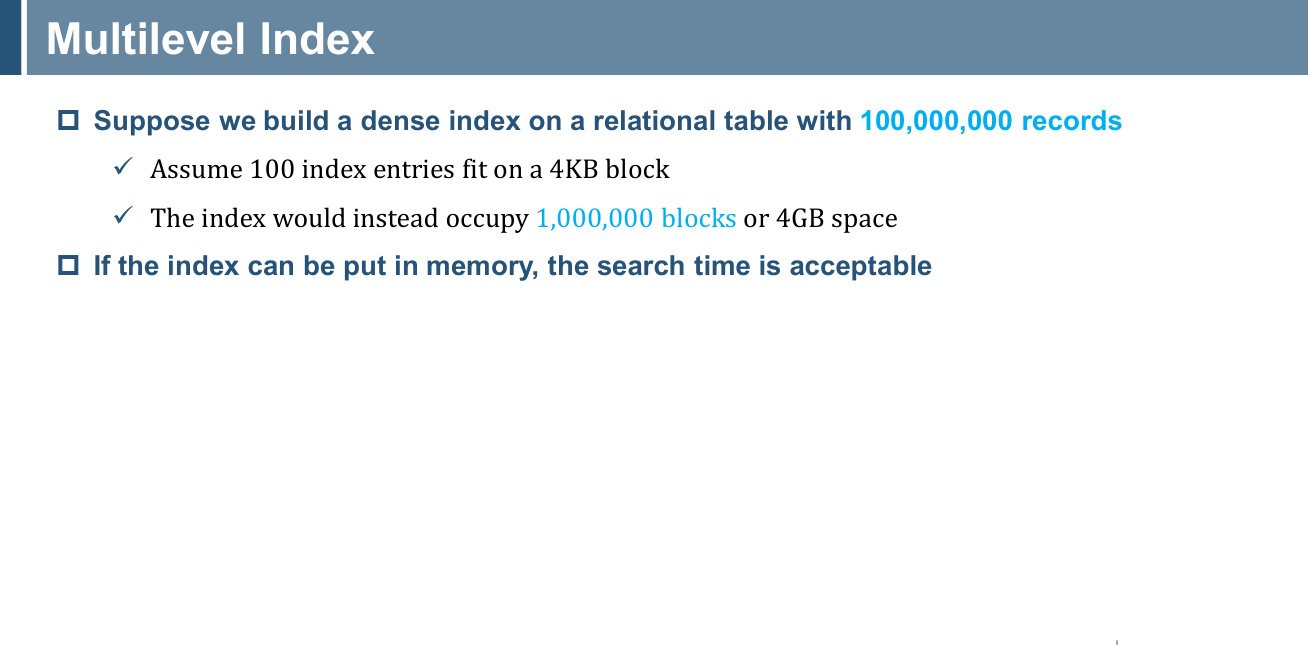 Multilevel Index
Suppose we build a dense index on a relational table with 100,000,000 records
Assume 100 index entries fit on a 4KB block
The index would instead occupy 1,000,000 blocks or 4GB space
If the index can be put in memory, the search time is acceptable